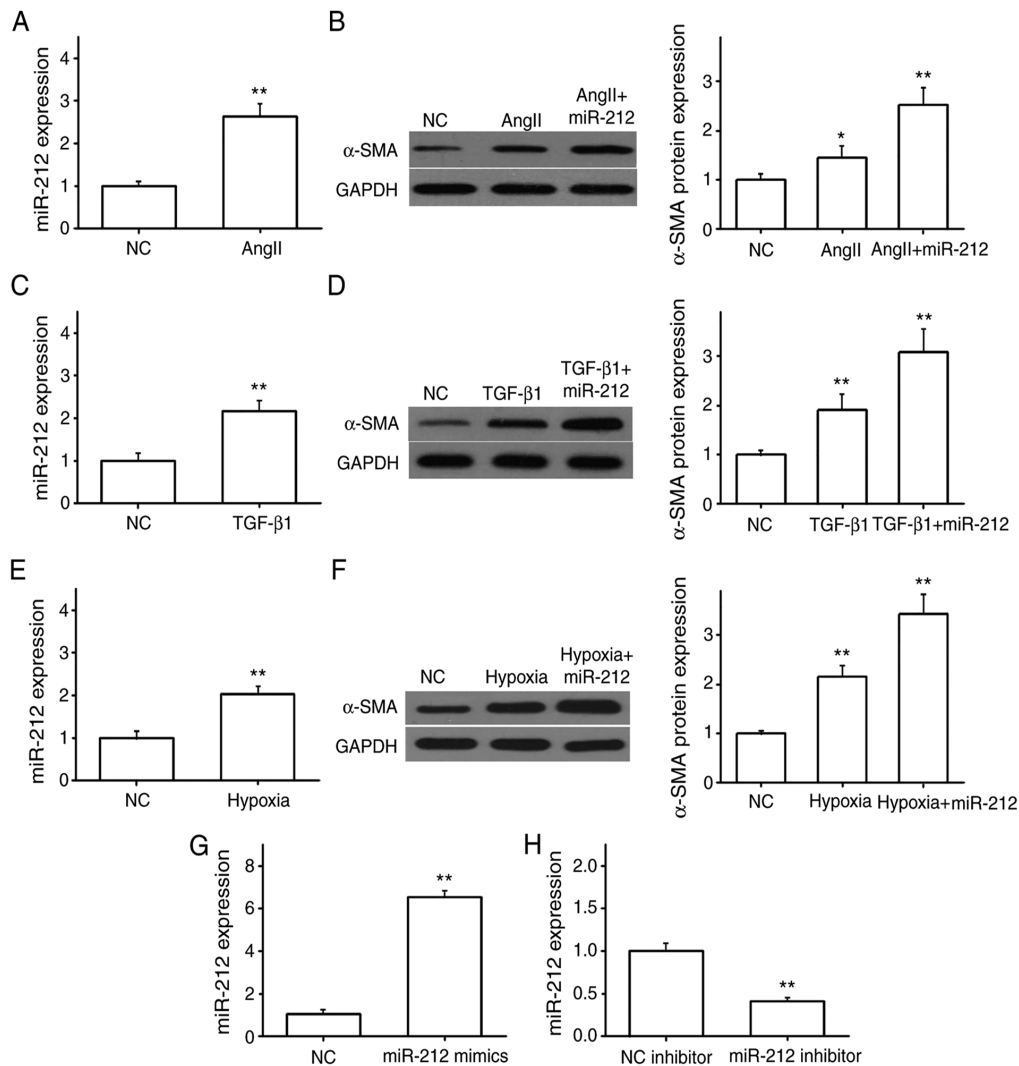 A
miR-212 expression
4
3
2
1
0
**
NC
AngII
B
NC
AngII
AngII+
miR-212
α-SMA
GAPDH
α-SMA protein expression
3
2
1
0
*
**
NC
AngII
AngII+miR-212
C
miR-212 expression
4
3
2
1
0
**
NC
TGF-β1
D
NC
TGF-β1
TGF-β1+
miR-212
α-SMA
GAPDH
α-SMA protein expression
3
2
1
0
**
**
NC
TGF-β1
TGF-β1+miR-212
E
miR-212 expression
4
3
2
1
0
**
NC
Hypoxia
F
NC
Hypoxia
Hypoxia+
miR-212
α-SMA
GAPDH
α-SMA protein expression
3
2
1
0
**
**
NC
Hypoxia
Hypoxia+miR-212
G
miR-212 expression
8
6
4
2
0
**
NC
miR-212 mimics
H
miR-212 expression
2.0
1.5
1.0
0.5
0.0
**
NC inhibitor
miR-212 inhibitor